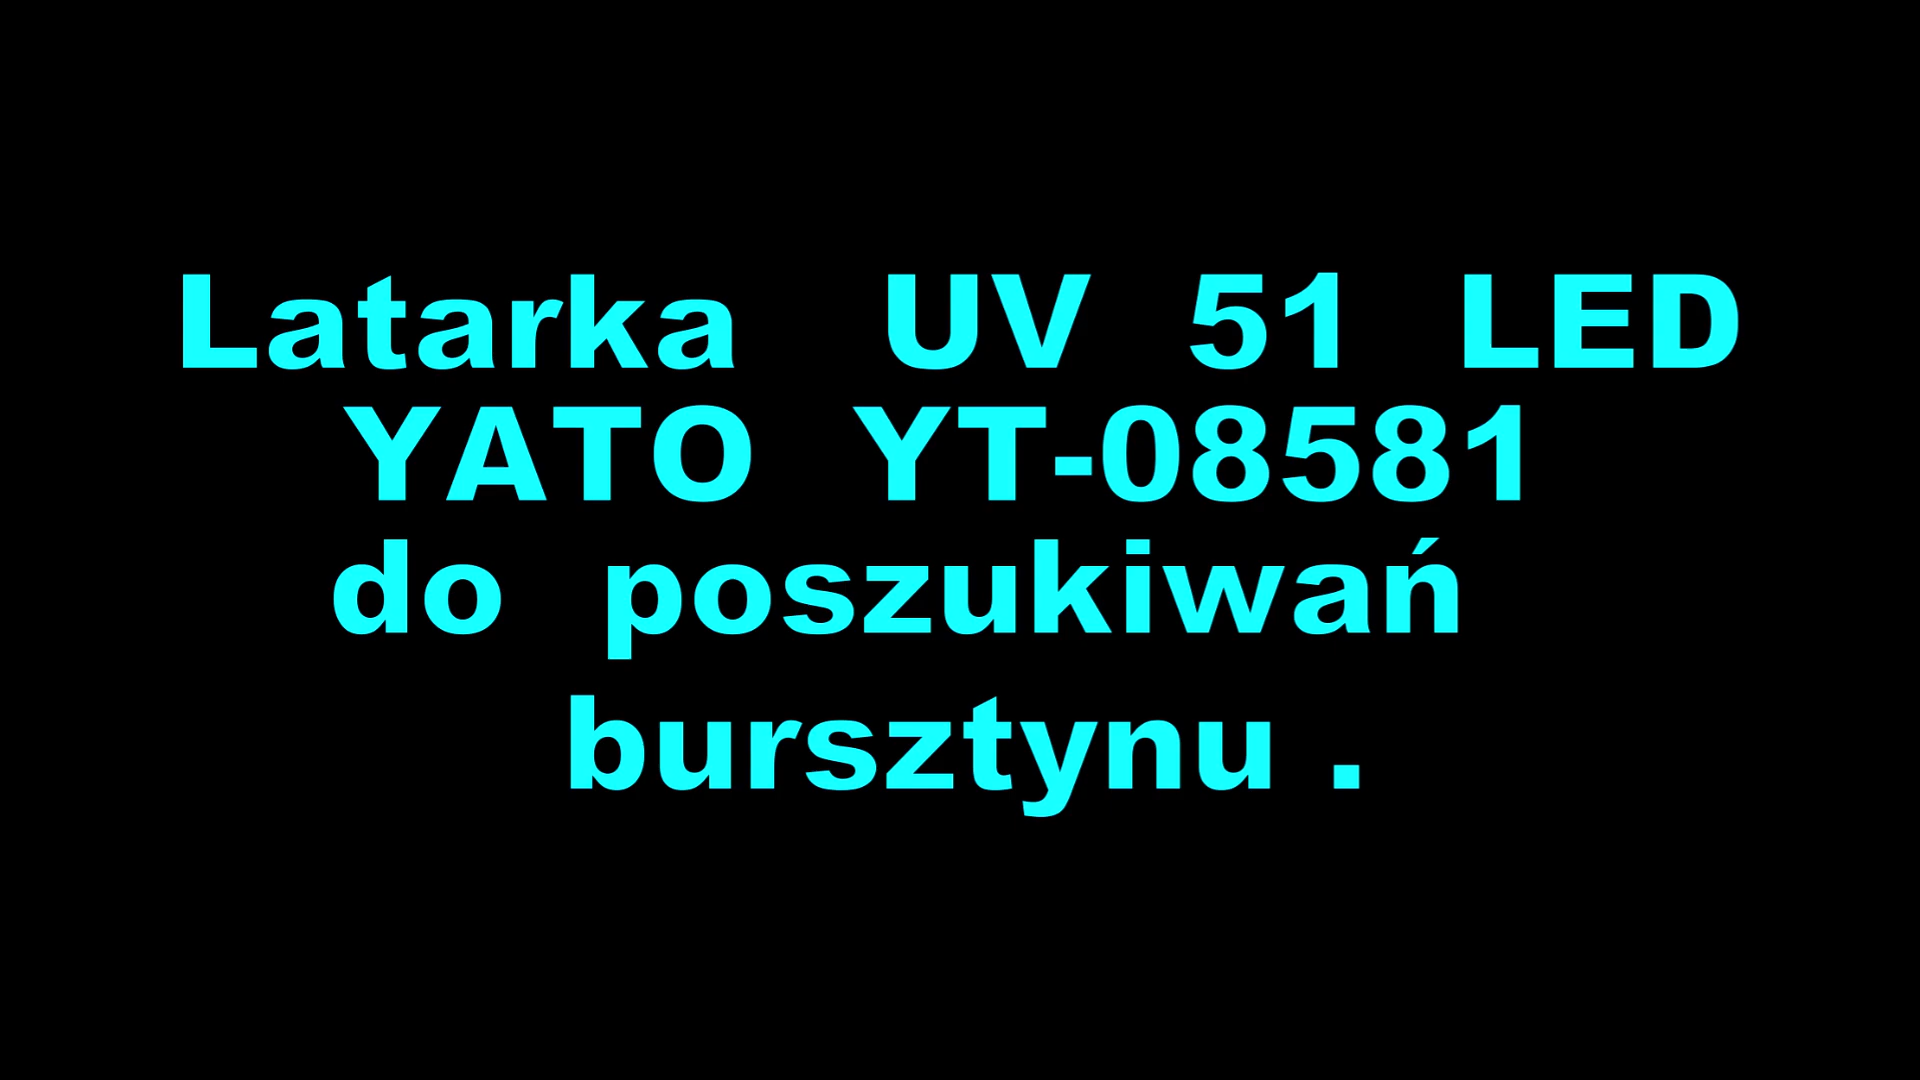 Latarka UV 51 LED
YATO YT-08581
do poszukiwań
bursztynu .